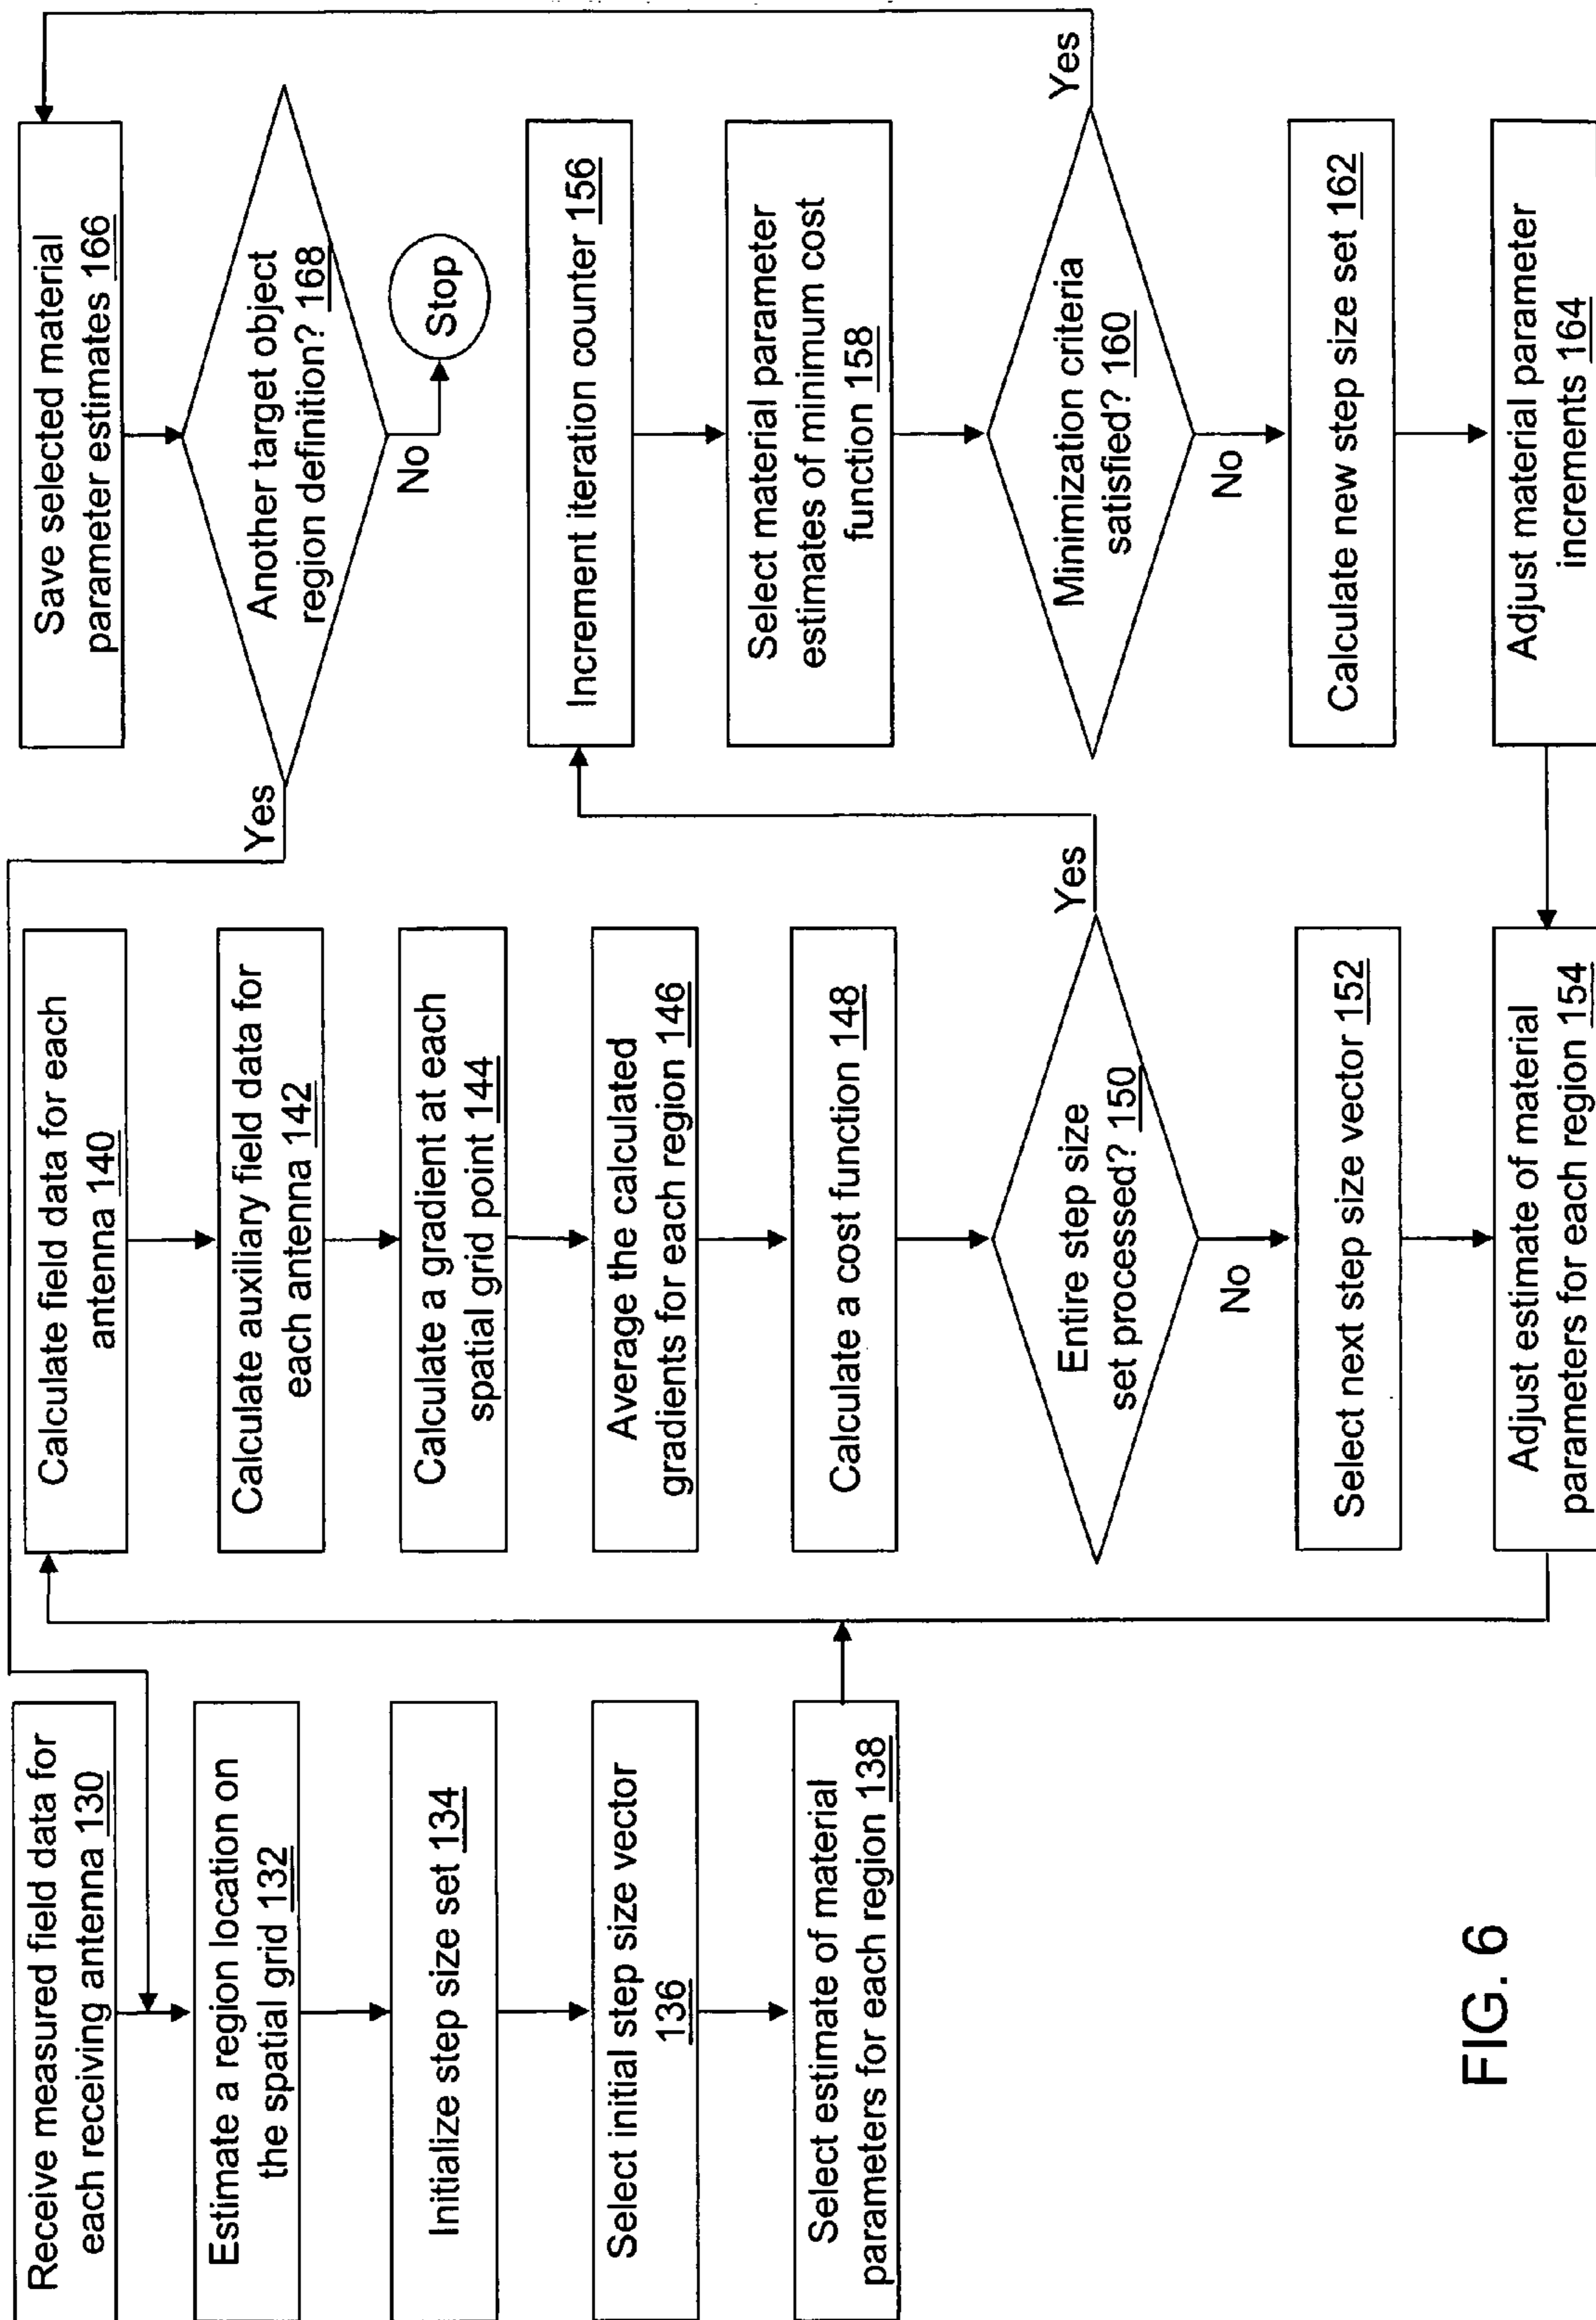 Receive measured field data for
each receiving antenna 130
Estimate a region location on
the spatial grid 132
Initialize step size set 134
Select initial step size vector
136
Select estimate of material
parameters for each region 138
Calculate field data for each
antenna 140
Calculate auxiliary field data for
each antenna 142
Calculate a gradient at each
spatial grid point 144
Average the calculated
gradients for each region 146
Calculate a cost function 148
Entire step size
set processed? 150
Yes
No
Select next step size vector 152
Adjust estimate of material
parameters for each region 154
Increment iteration counter 156
Select material parameter
estimates of minimum cost
function 158
Minimization criteria
satisfied? 160
Yes
No
Calculate new step size set 162
Adjust material parameter
increments 164
Save selected material
parameter estimates 166
Another target object
region definition? 168
Yes
No
Stop
FIG. 6